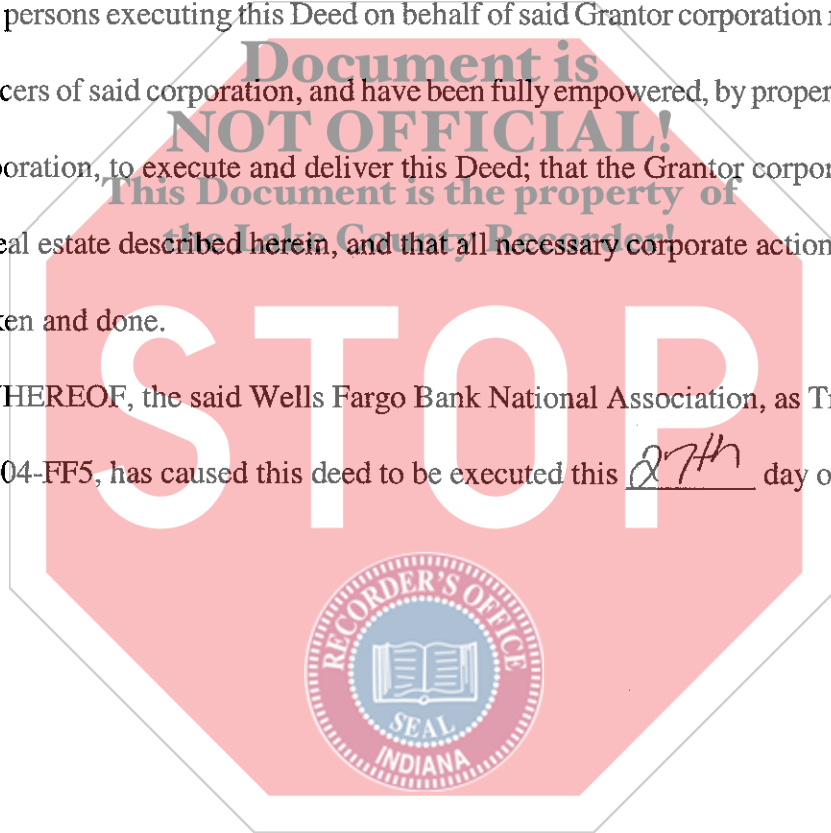 persons executing this Deed on behalf of said Grantor corporation
Document is
cers of said corporation, and have been fully empowered, by proper
NOT OFFICIAL!
oration, to execute and deliver this Deed; that the Grantor corpor
This Document is the property of
eal estate described herein, and that all necessary corporate action
the Lake County Recorder!
ken and done.
STOP
HEREOF, the said Wells Fargo Bank National Association, as Tr
04-FF5, has caused this deed to be executed this 27th day o
RECORDER'S OFFICE
SEAL
INDIANA